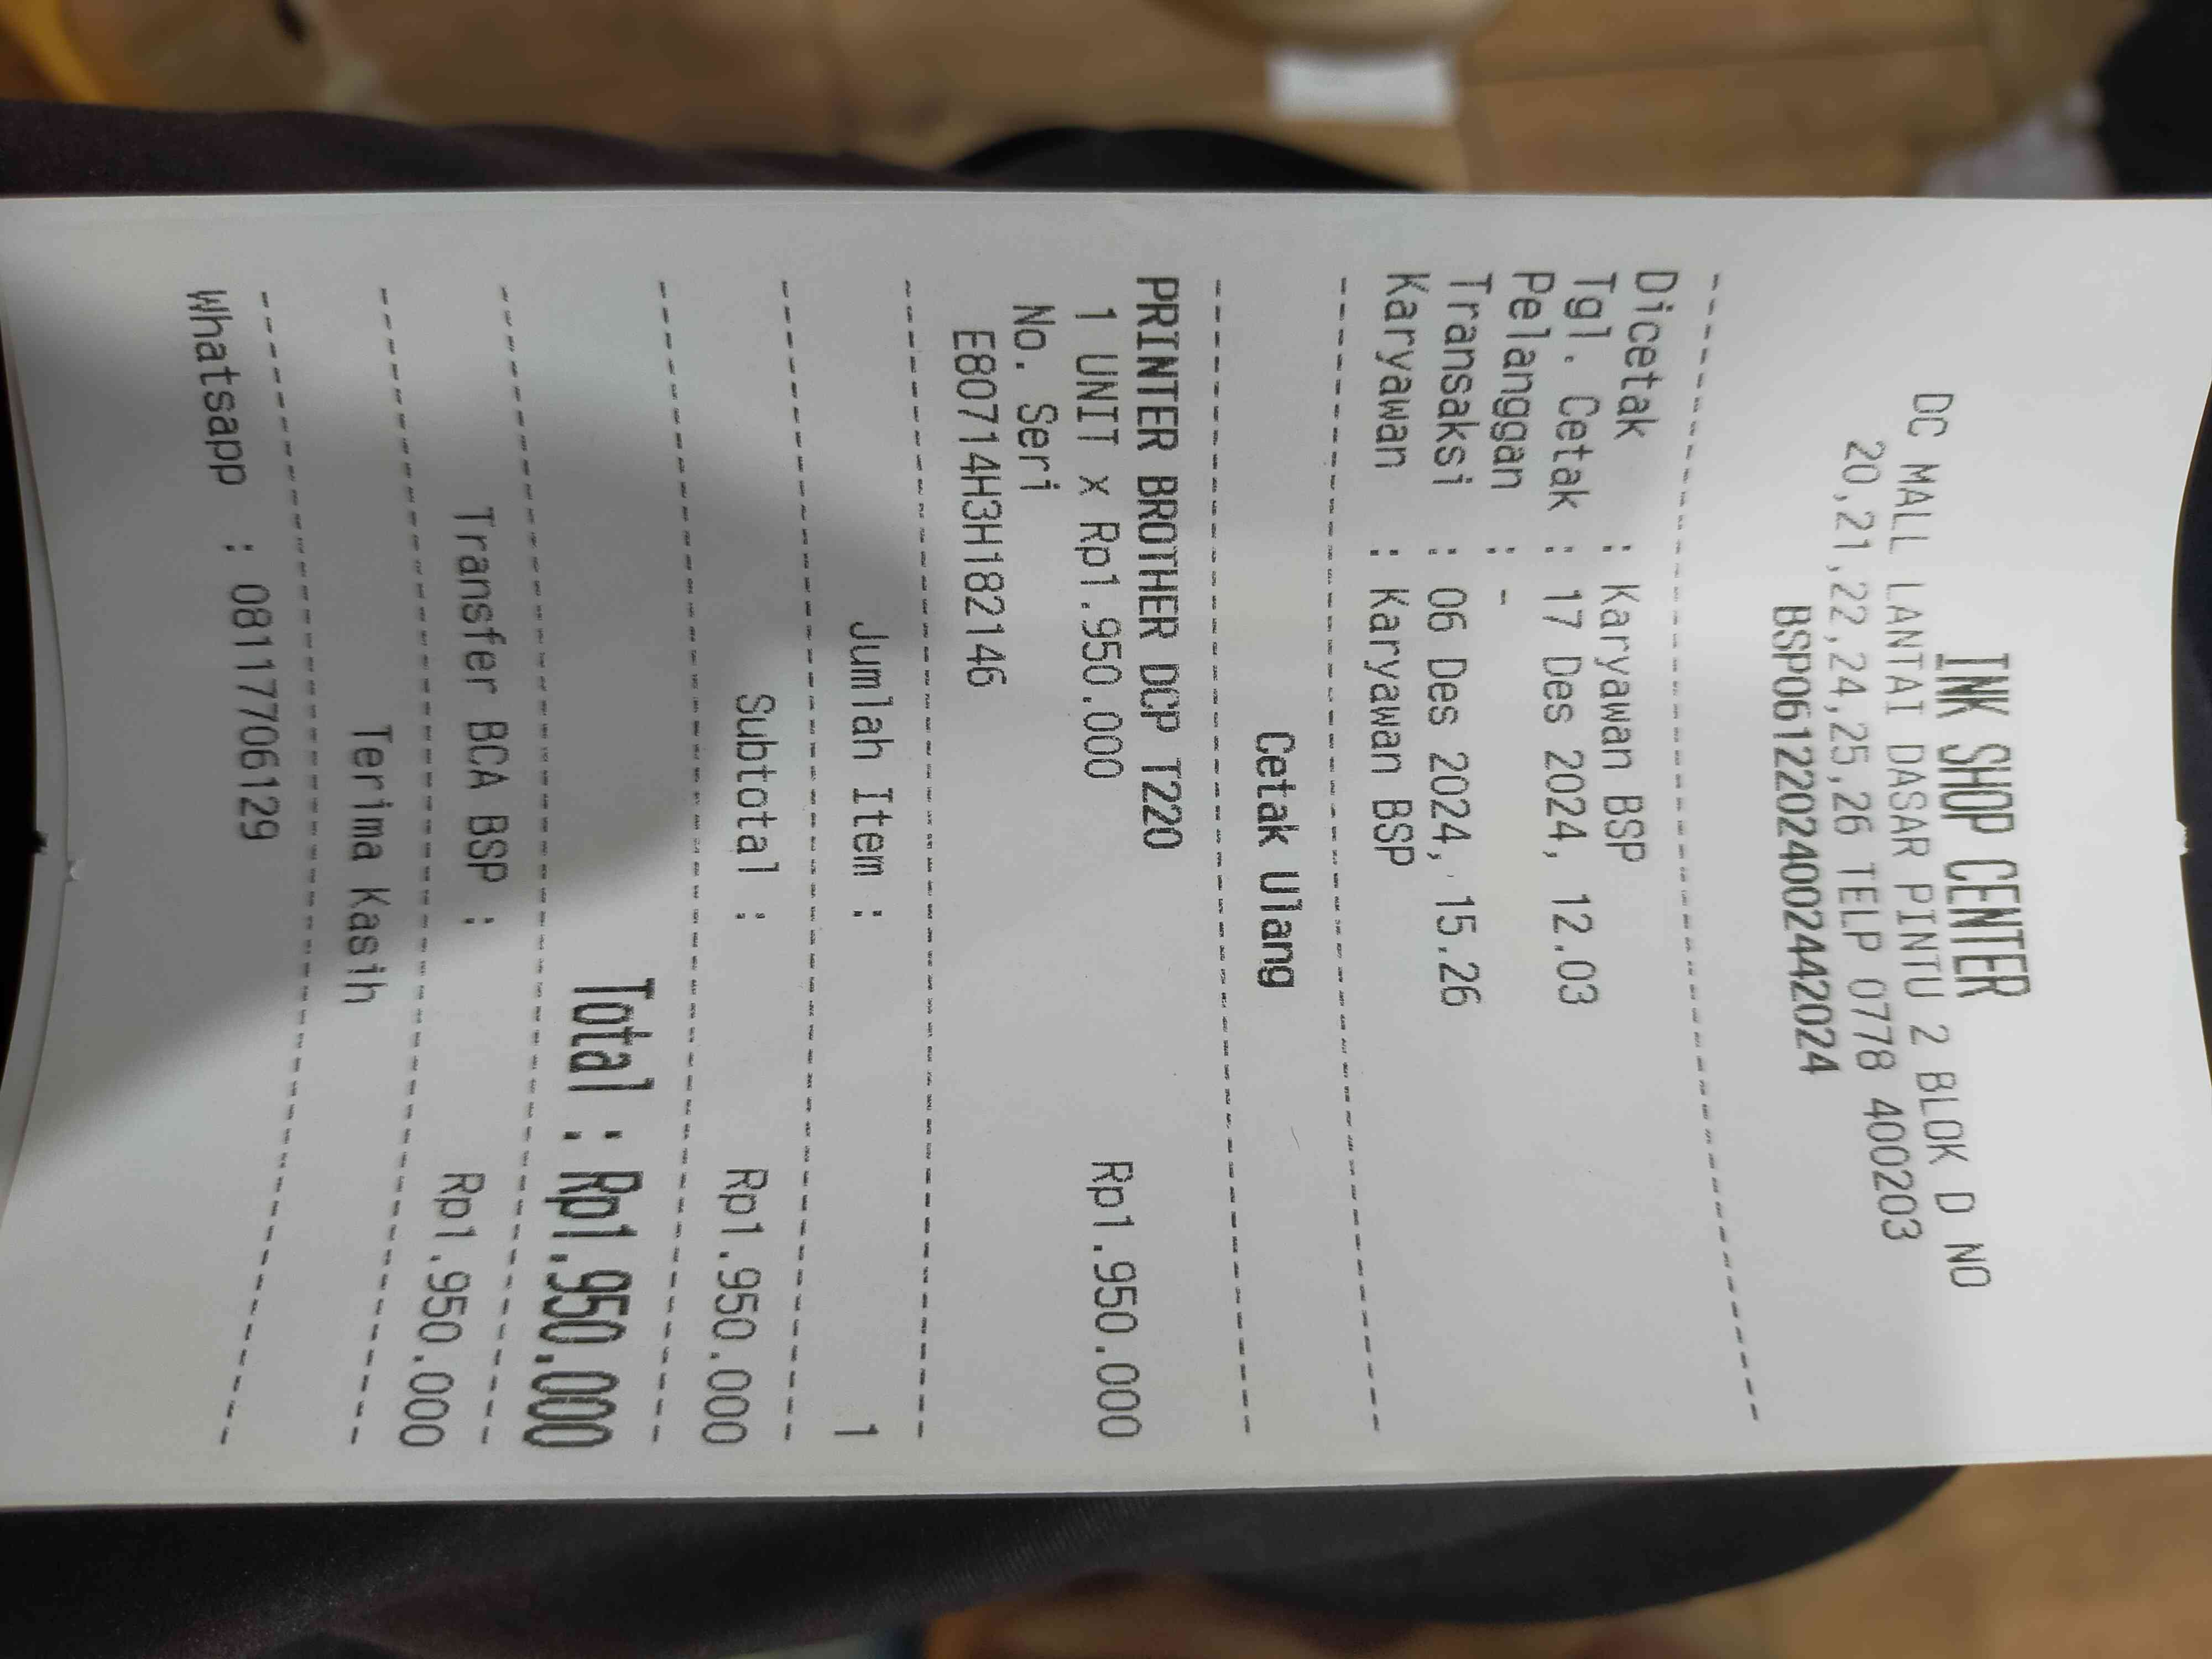 INK SHOP CENTER
DC MALL LANTAI DASAR PINTU 2 BLOK D NO
20,21,22,24,25,26 TELP 0778 400203
BSP06122024002442024
Dicetak : Karyawan BSP
Tgl. Cetak : 17 Des 2024, 12.03
Pelanggan : -
Transaksi : 06 Des 2024, 15.26
Karyawan : Karyawan BSP
Cetak Ulang
PRINTER BROTHER DCP T220
1 UNIT x Rp1.950.000 Rp1.950.000
No. Seri
E80714H3H182146
Jumlah Item : 1
Subtotal : Rp1.950.000
Total : Rp1.950.000
Transfer BCA BSP : Rp1.950.000
Terima Kasih
Whatsapp : 08117706129